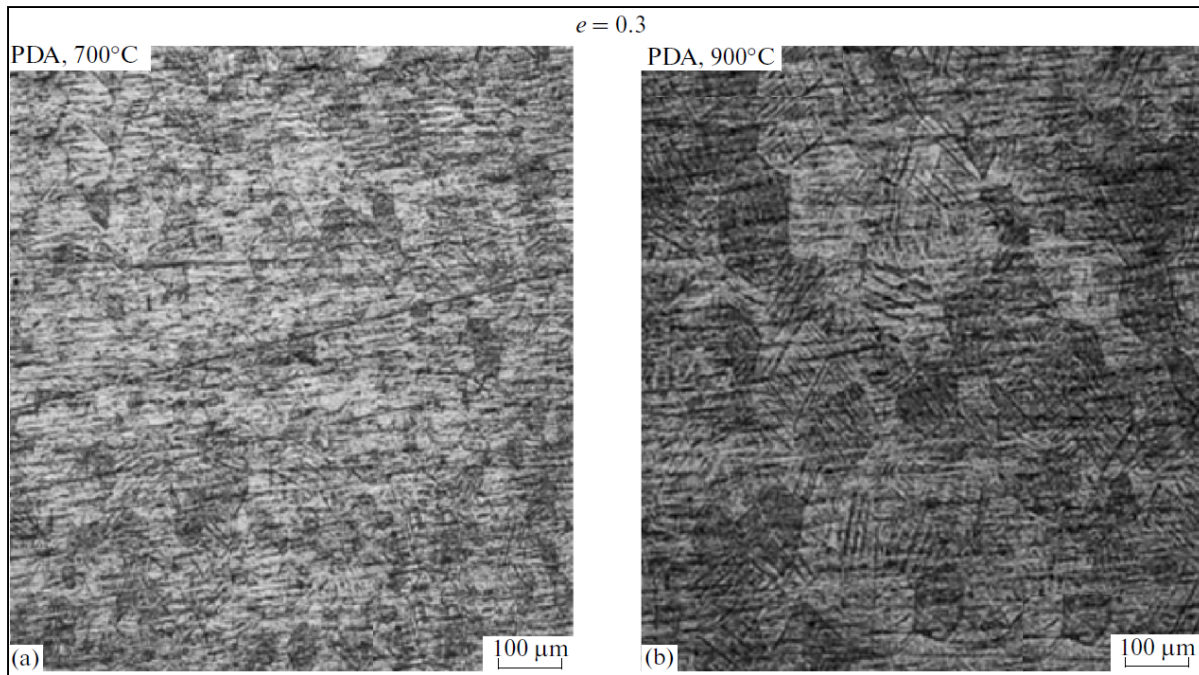 e = 0.3
PDA, 700°C
PDA, 900°C
(a)
100 μm
(b)
100 μm